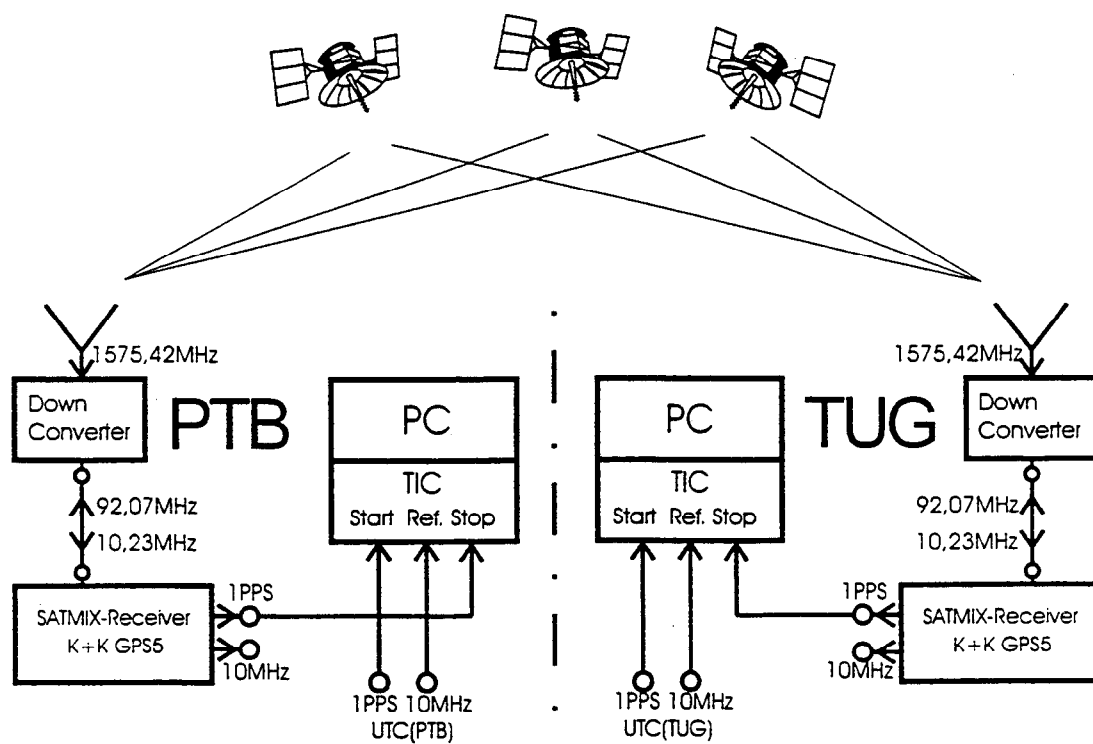 1575,42MHz
Down
Converter
PTB
92,07MHz
10,23MHz
SATMIX-Receiver
K+K GPS5
1PPS
10MHz
PC
TIC
Start Ref. Stop
1PPS 10MHz
UTC(PTB)
PC
TIC
Start Ref. Stop
1PPS 10MHz
UTC(TUG)
1575,42MHz
TUG
Down
Converter
92,07MHz
10,23MHz
1PPS
10MHz
SATMIX-Receiver
K+K GPS5